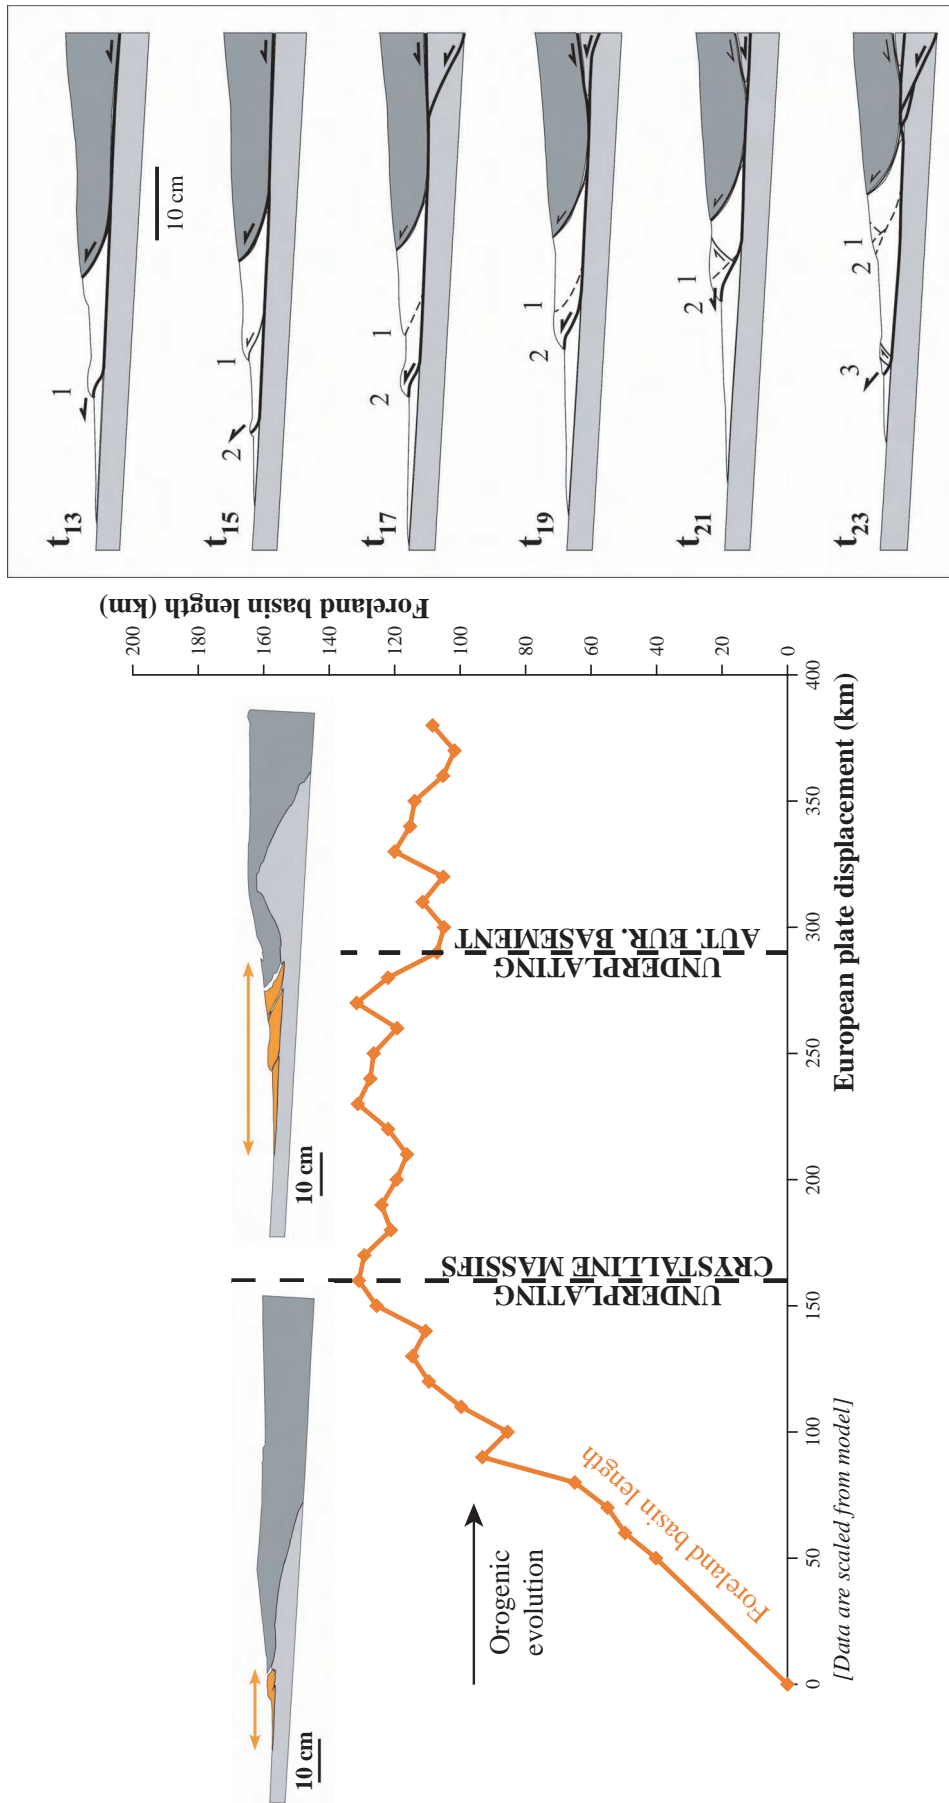 t13
1
10 cm
t15
1
2
t17
1
2
t19
1
2
t21
1
2
t23
1
2
3
Foreland basin length (km)
200
180
160
140
120
100
80
60
40
20
0
400
350
300
250
200
150
100
50
0
European plate displacement (km)
10 cm
10 cm
UNDERPLATING
AUT. EUR. BASEMENT
UNDERPLATING
CRYSTALLINE MASSIFS
Foreland basin length
Orogenic
evolution
[Data are scaled from model]